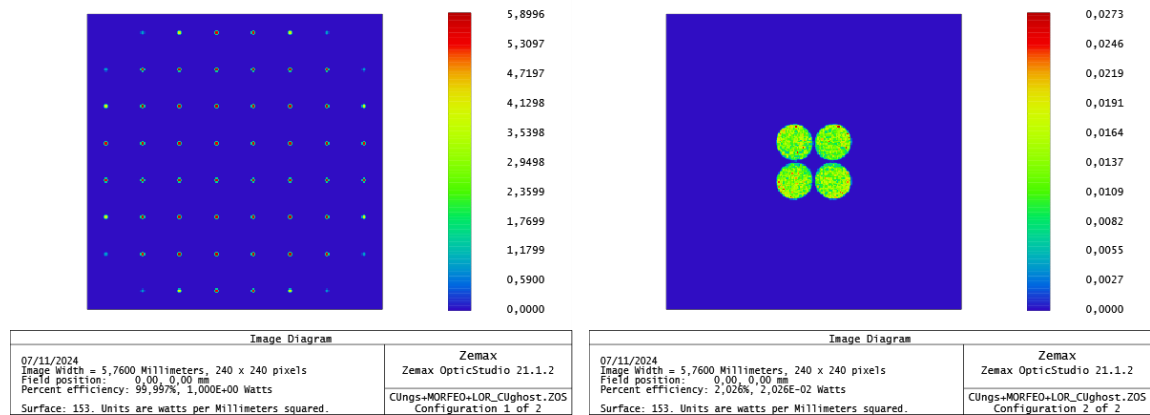 5,8996
5,3097
4,7197
4,1298
3,5398
2,9498
2,3599
1,7699
1,1799
0,5900
0,0000
Image Diagram
07/11/2024
Image Width = 5,7600 Millimeters, 240 x 240 pixels
Field position: 0,00, 0,00 mm
Percent efficiency: 99,997%, 1,000E+00 Watts
Surface: 153. Units are watts per Millimeters squared.
Zemax
Zemax OpticStudio 21.1.2
CUngs+MORFEO+LOR_CUghost.ZOS
Configuration 1 of 2
0,0273
0,0246
0,0219
0,0191
0,0164
0,0137
0,0109
0,0082
0,0055
0,0027
0,0000
Image Diagram
07/11/2024
Image Width = 5,7600 Millimeters, 240 x 240 pixels
Field position: 0,00, 0,00 mm
Percent efficiency: 2,026%, 2,026E-02 Watts
Surface: 153. Units are watts per Millimeters squared.
Zemax
Zemax OpticStudio 21.1.2
CUngs+MORFEO+LOR_CUghost.ZOS
Configuration 2 of 2